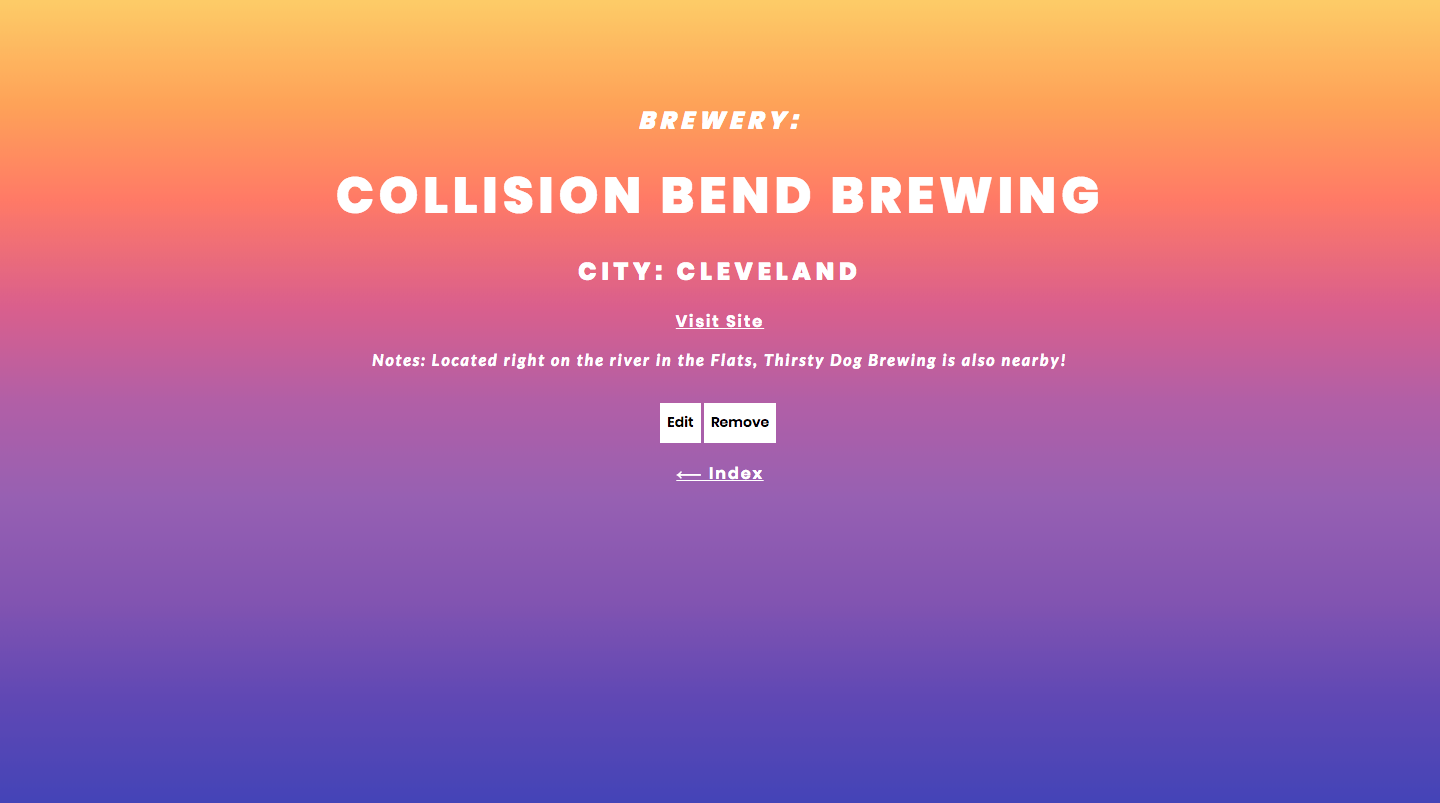 BREWERY:
COLLISION BEND BREWING
CITY: CLEVELAND
Visit Site
Notes: Located right on the river in the Flats, Thirsty Dog Brewing is also nearby!
Edit Remove
⟵ Index